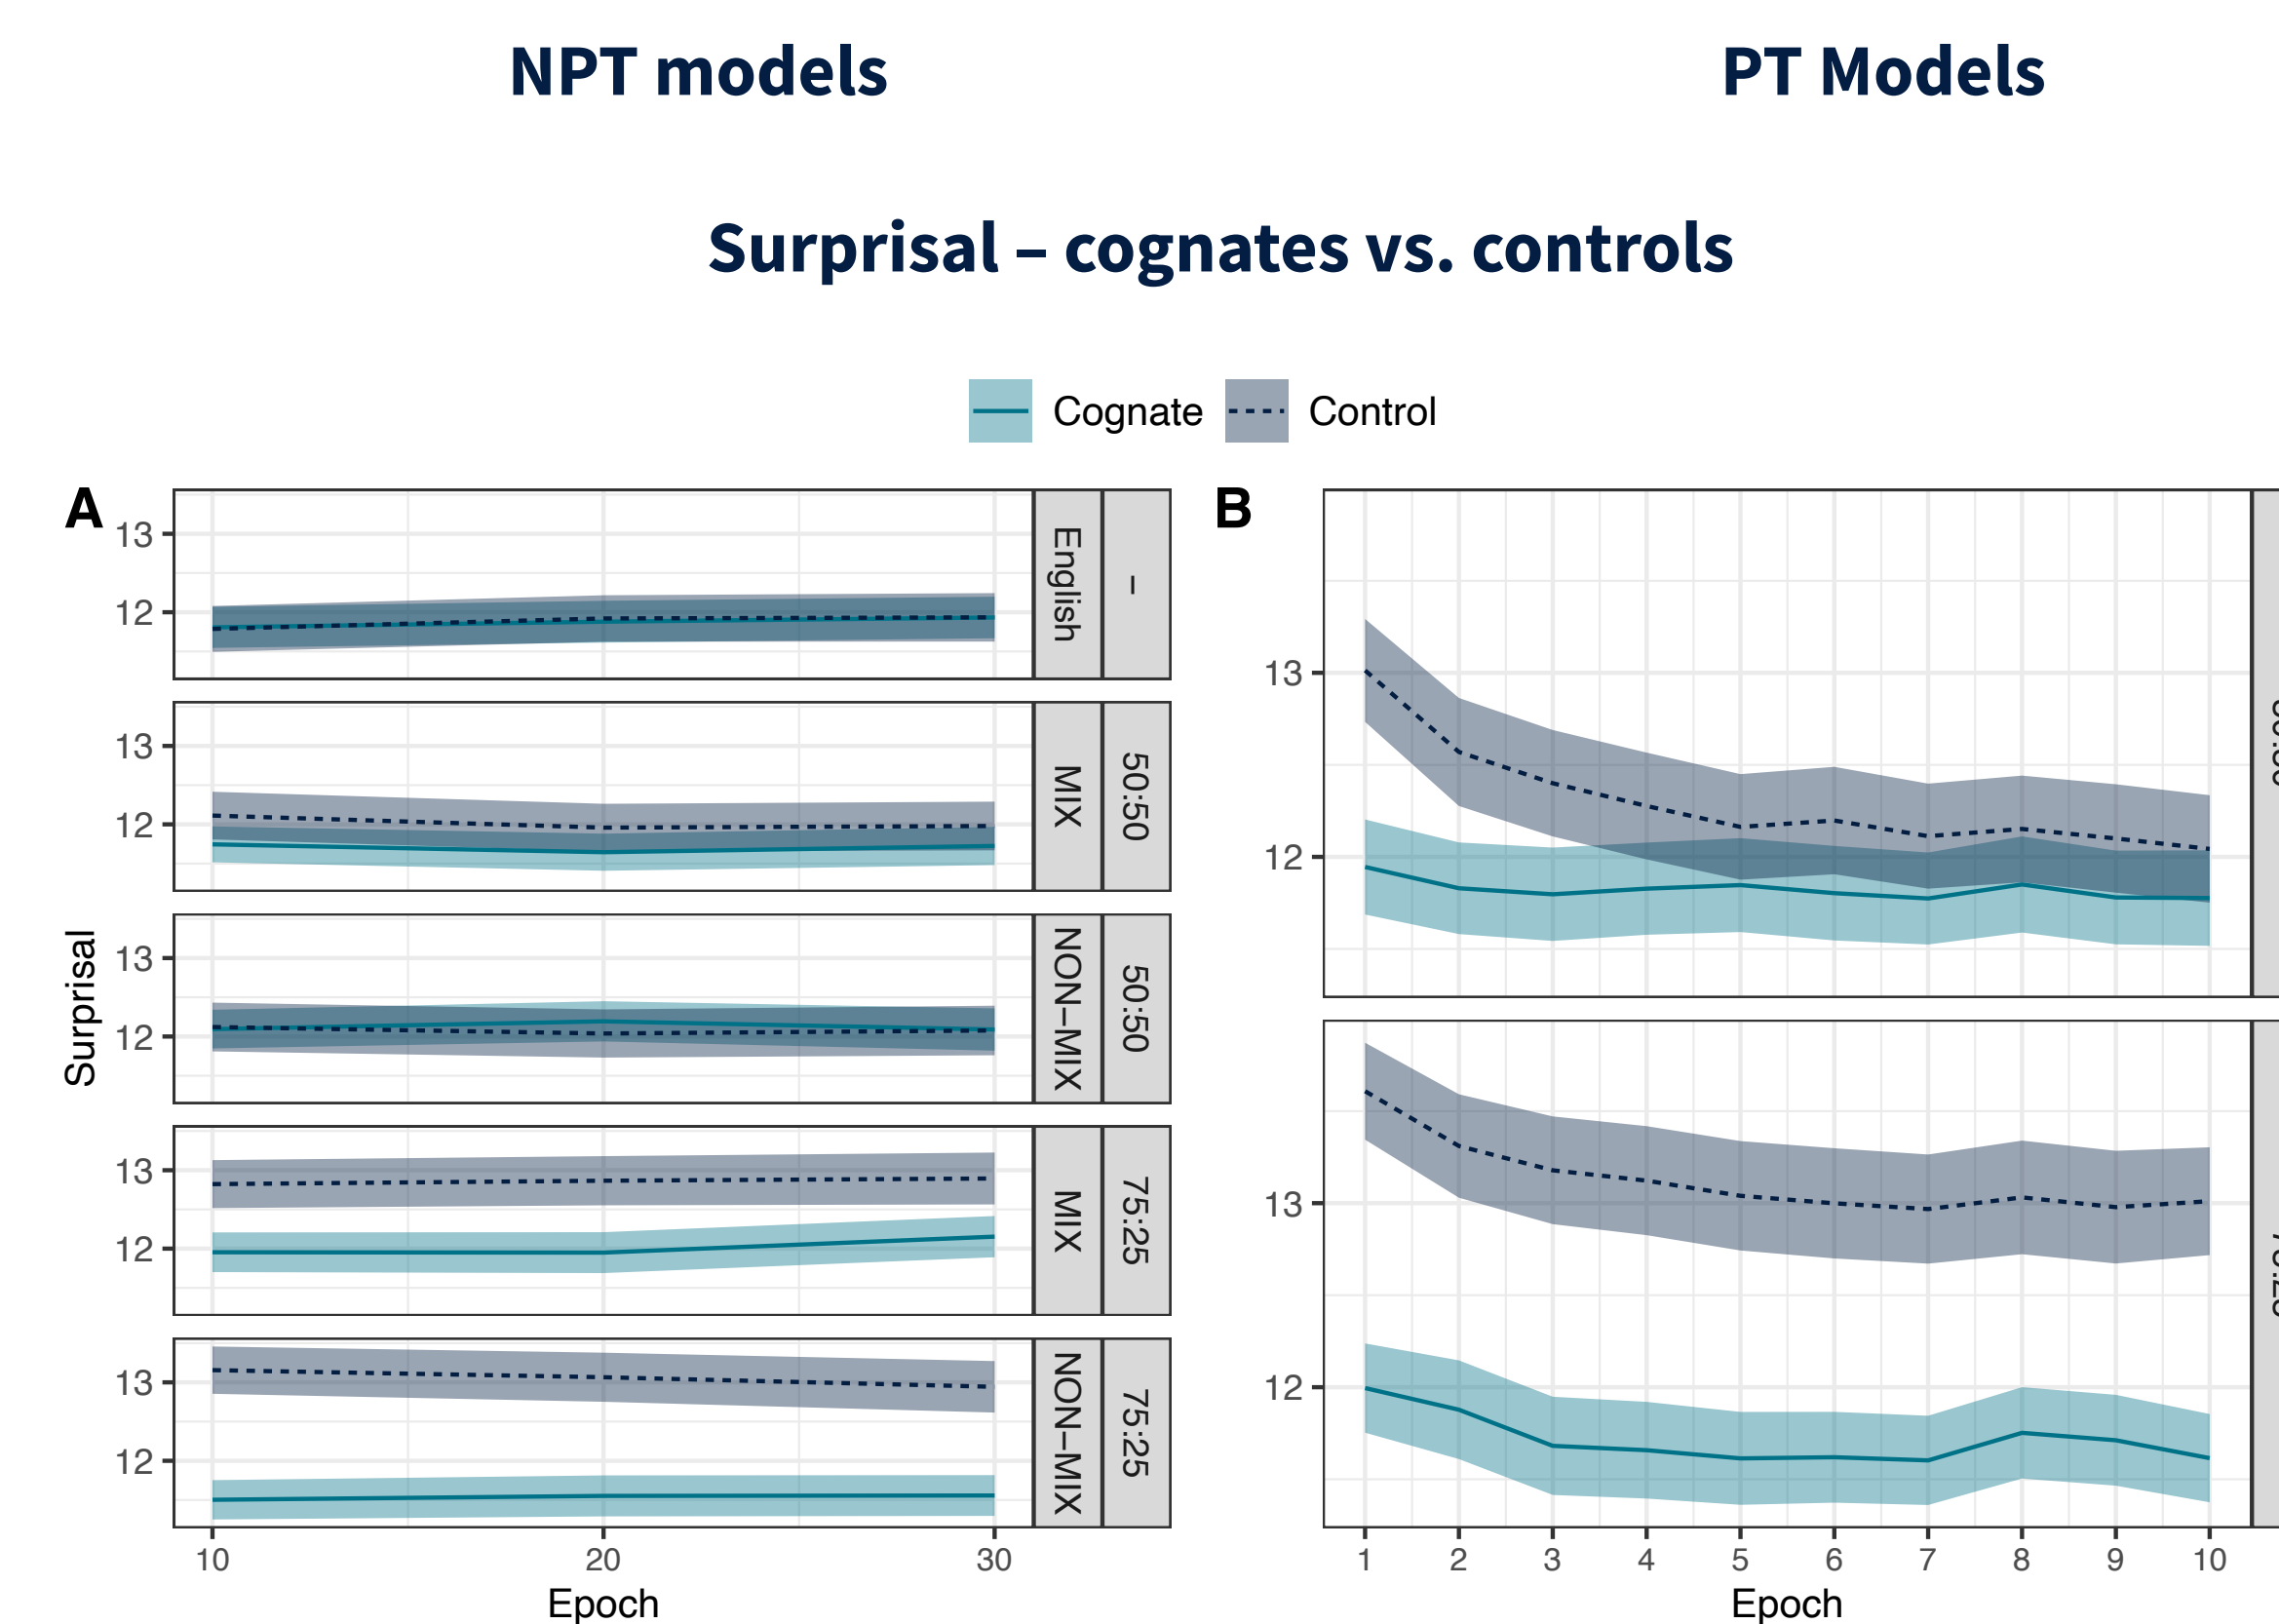 NPT models
PT Models
Surprisal – cognates vs. controls
Cognate
Control
A
Surprisal
13
12
English
–
13
12
MIX
50:50
13
12
NON–MIX
50:50
13
12
MIX
75:25
13
12
NON–MIX
75:25
10
20
30
Epoch
B
13
12
13
12
1
2
3
4
5
6
7
8
9
10
Epoch